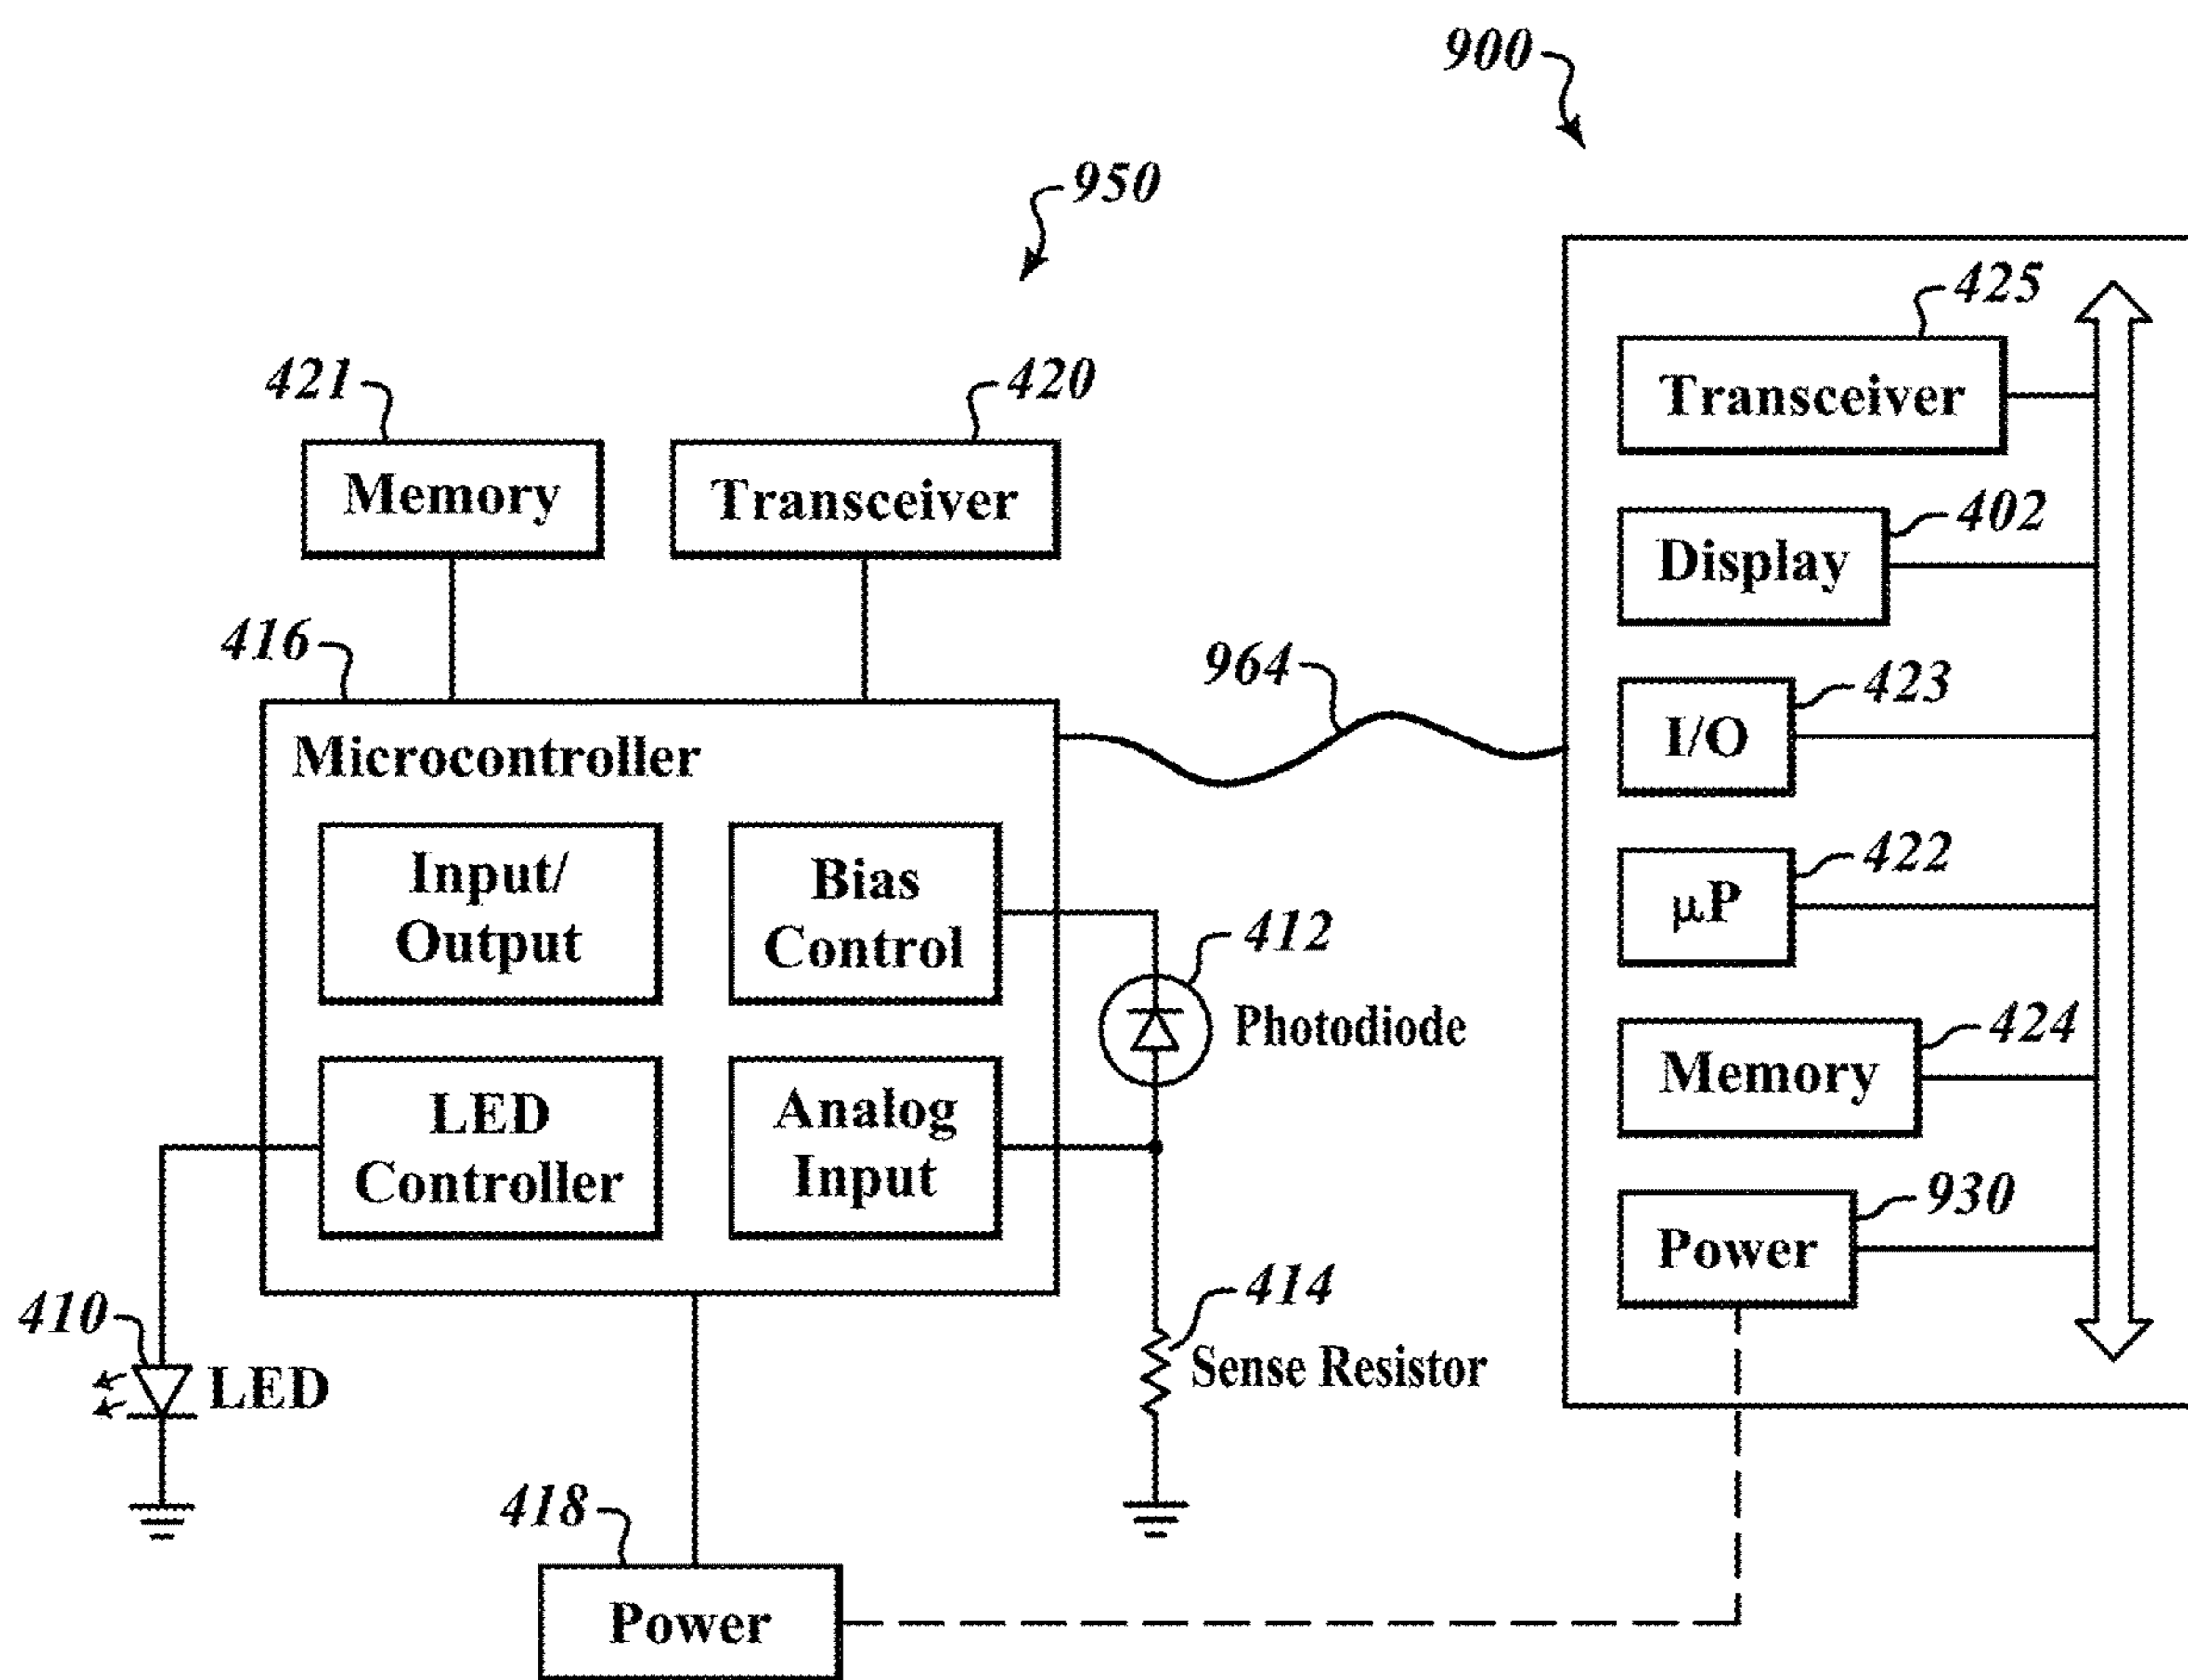 900
950
425
Transceiver
421
420
Memory
Transceiver
402
Display
416
964
423
I/O
Microcontroller
Input/
Output
Bias
Control
422
µP
412
Photodiode
424
Memory
LED
Controller
Analog
Input
930
Power
410
LED
414
Sense Resistor
418
Power